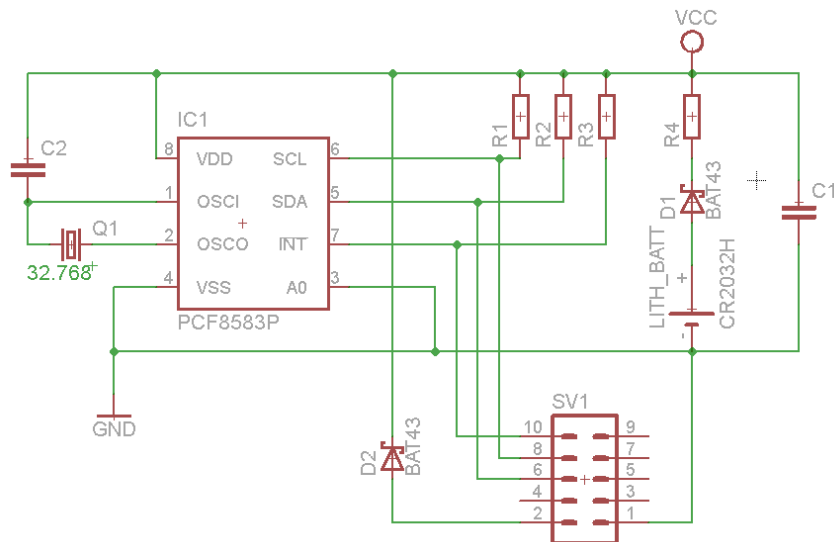 VCC
IC1
C2
8 VDD SCL 6
1 OSCI SDA 5
Q1
2 OSCO INT 7
32.768
4 VSS A0 3
PCF8583P
GND
R1
R2
R3
R4
D1
BAT43
C1
LITH_BATT
+
-
CR2032H
SV1
D2
BAT43
10 9
8 7
6 5
4 3
2 1